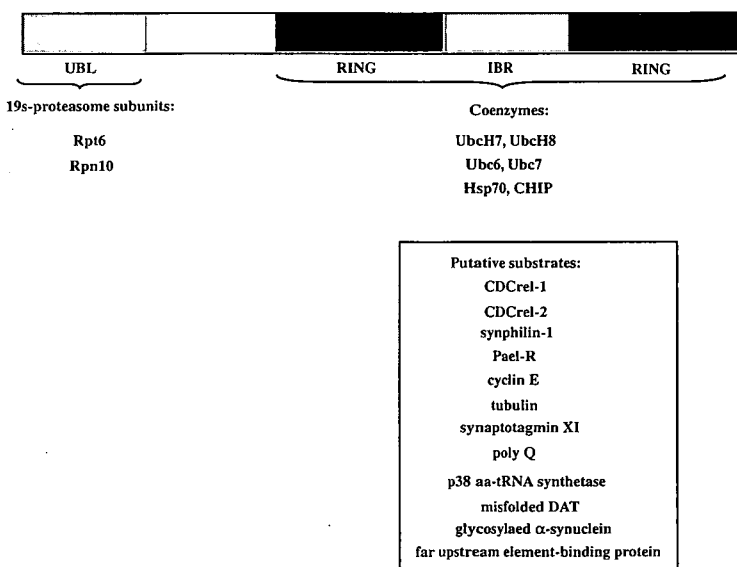 UBL RING IBR RING
19s-proteasome subunits:
Rpt6
Rpn10
Coenzymes:
UbcH7, UbcH8
Ubc6, Ubc7
Hsp70, CHIP
Putative substrates:
CDCrel-1
CDCrel-2
synphilin-1
Pael-R
cyclin E
tubulin
synaptotagmin XI
poly Q
p38 aa-tRNA synthetase
misfolded DAT
glycosylaed α-synuclein
far upstream element-binding protein